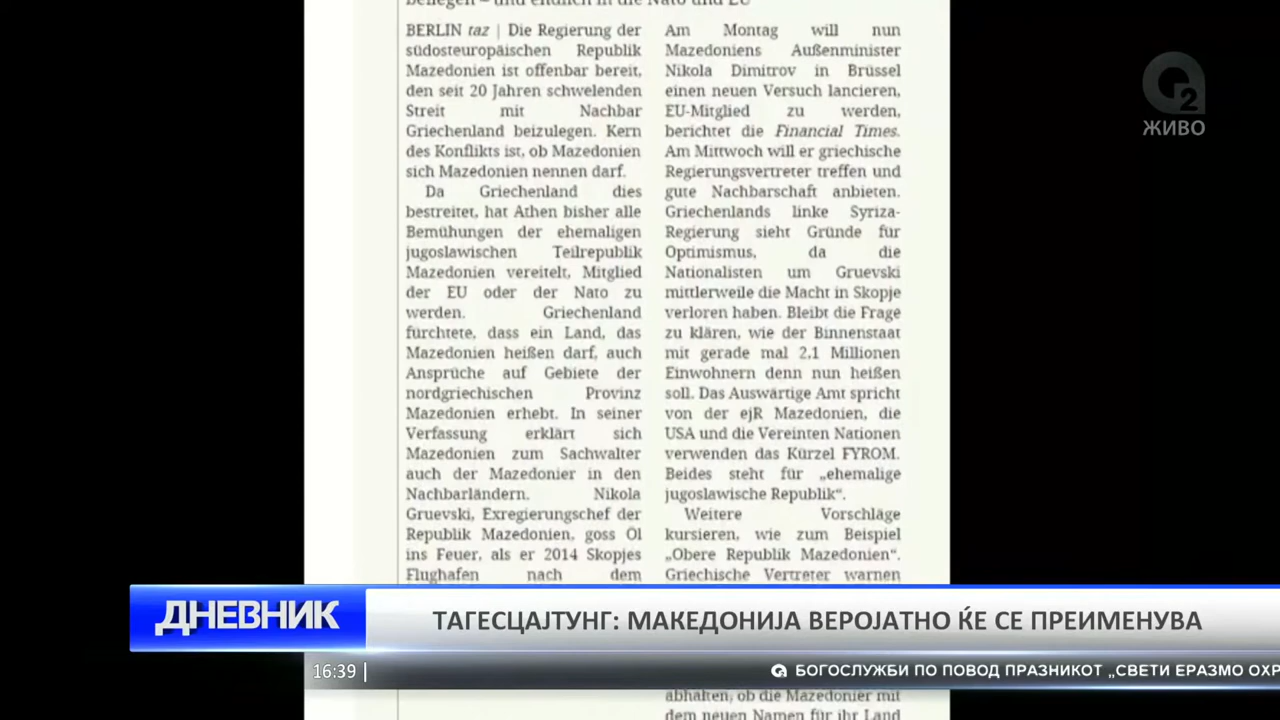 beilegen – und endlich in die Nato und EU
BERLIN taz | Die Regierung der
südosteuropäischen Republik
Mazedonien ist offenbar bereit,
den seit 20 Jahren schwelenden
Streit mit Nachbar
Griechenland beizulegen. Kern
des Konflikts ist, ob Mazedonien
sich Mazedonien nennen darf.
Da Griechenland dies
bestreitet, hat Athen bisher alle
Bemühungen der ehemaligen
jugoslawischen Teilrepublik
Mazedonien vereitelt, Mitglied
der EU oder der Nato zu
werden. Griechenland
fürchtete, dass ein Land, das
Mazedonien heißen darf, auch
Ansprüche auf Gebiete der
nordgriechischen Provinz
Mazedonien erhebt. In seiner
Verfassung erklärt sich
Mazedonien zum Sachwalter
auch der Mazedonier in den
Nachbarländern. Nikola
Gruevski, Exregierungschef der
Republik Mazedonien, goss Öl
ins Feuer, als er 2014 Skopjes
Flughafen nach dem
Am Montag will nun
Mazedoniens Außenminister
Nikola Dimitrov in Brüssel
einen neuen Versuch lancieren,
EU-Mitglied zu werden,
berichtet die Financial Times.
Am Mittwoch will er griechische
Regierungsvertreter treffen und
gute Nachbarschaft anbieten.
Griechenlands linke Syriza-
Regierung sieht Gründe für
Optimismus, da die
Nationalisten um Gruevski
mittlerweile die Macht in Skopje
verloren haben. Bleibt die Frage
zu klären, wie der Binnenstaat
mit gerade mal 2,1 Millionen
Einwohnern denn nun heißen
soll. Das Auswärtige Amt spricht
von der ejR Mazedonien, die
USA und die Vereinten Nationen
verwenden das Kürzel FYROM.
Beides steht für „ehemalige
jugoslawische Republik“.
Weitere Vorschläge
kursieren, wie zum Beispiel
„Obere Republik Mazedonien“.
Griechische Vertreter warnen
abhalten, ob die Mazedonier mit
dem neuen Namen für ihr Land
2
ЖИВО
ДНЕВНИК
ТАГЕСЦАЈТУНГ: МАКЕДОНИЈА ВЕРОЈАТНО ЌЕ СЕ ПРЕИМЕНУВА
16:39 |
БОГОСЛУЖБИ ПО ПОВОД ПРАЗНИКОТ „СВЕТИ ЕРАЗМО ОХР